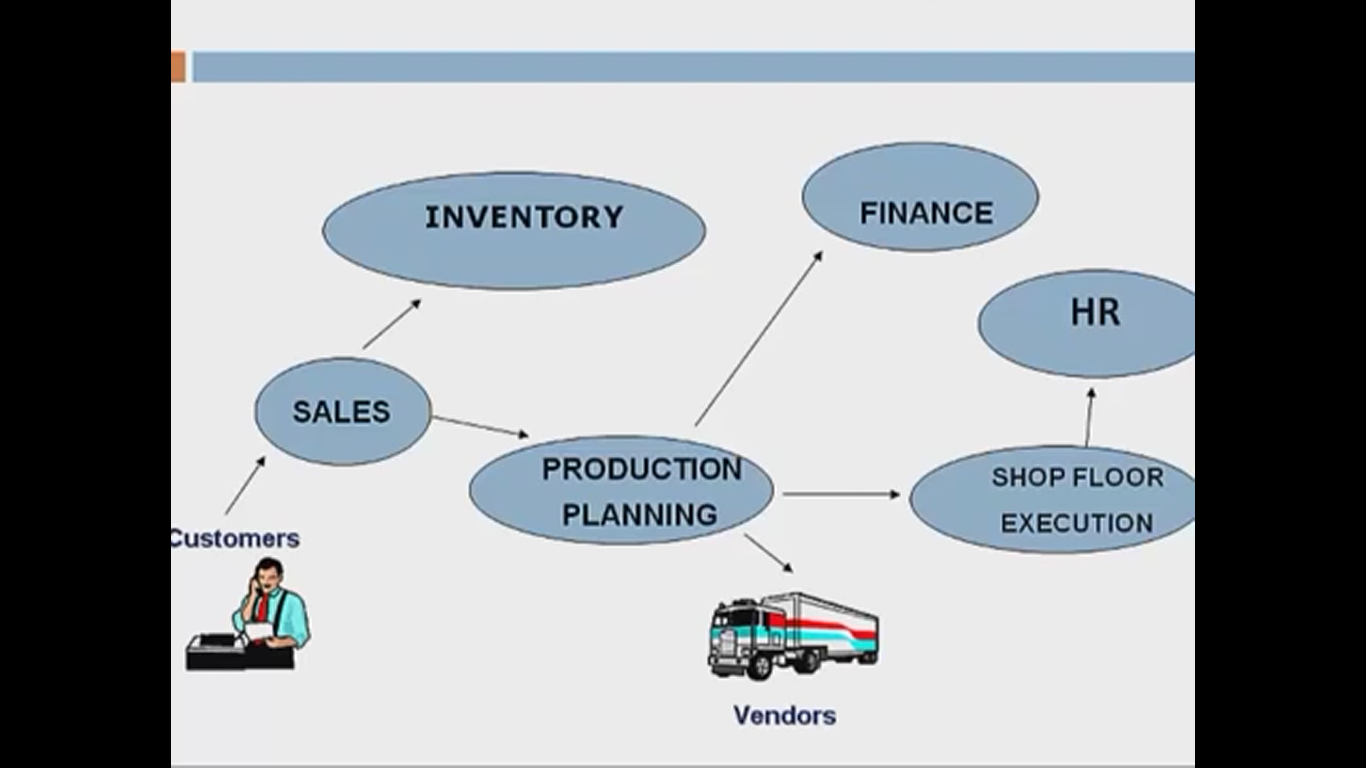 INVENTORY
FINANCE
HR
SALES
PRODUCTION
PLANNING
SHOP FLOOR
EXECUTION
Customers
Vendors